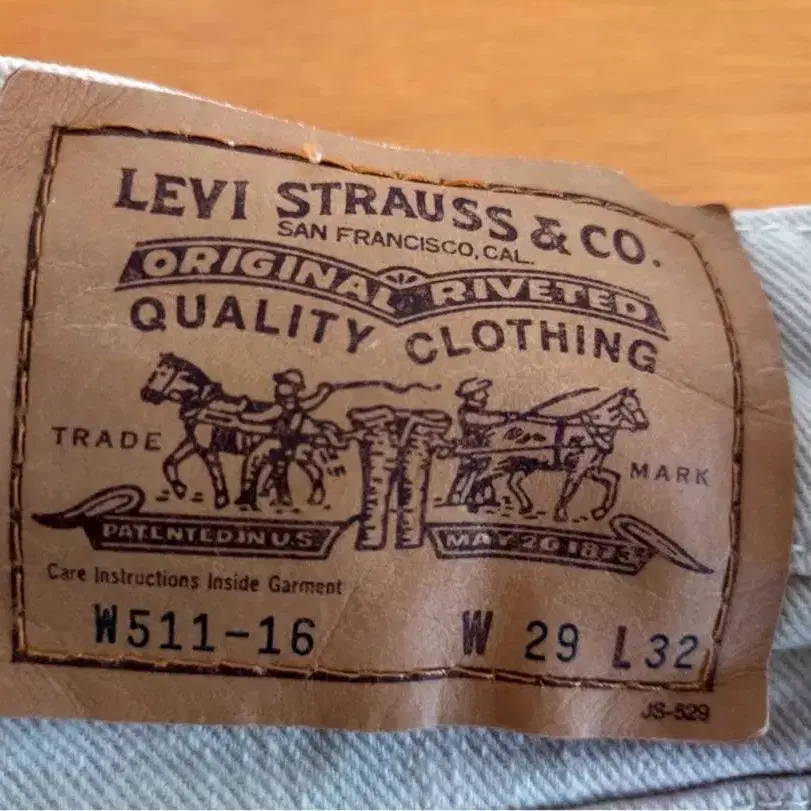 LEVI STRAUSS & CO.
SAN FRANCISCO, CAL.
ORIGINAL RIVETED
QUALITY CLOTHING
TRADE MARK
PATENTED IN U.S. MAY 20 1873
Care Instructions Inside Garment
W511-16 W 29 L 32
JS-529